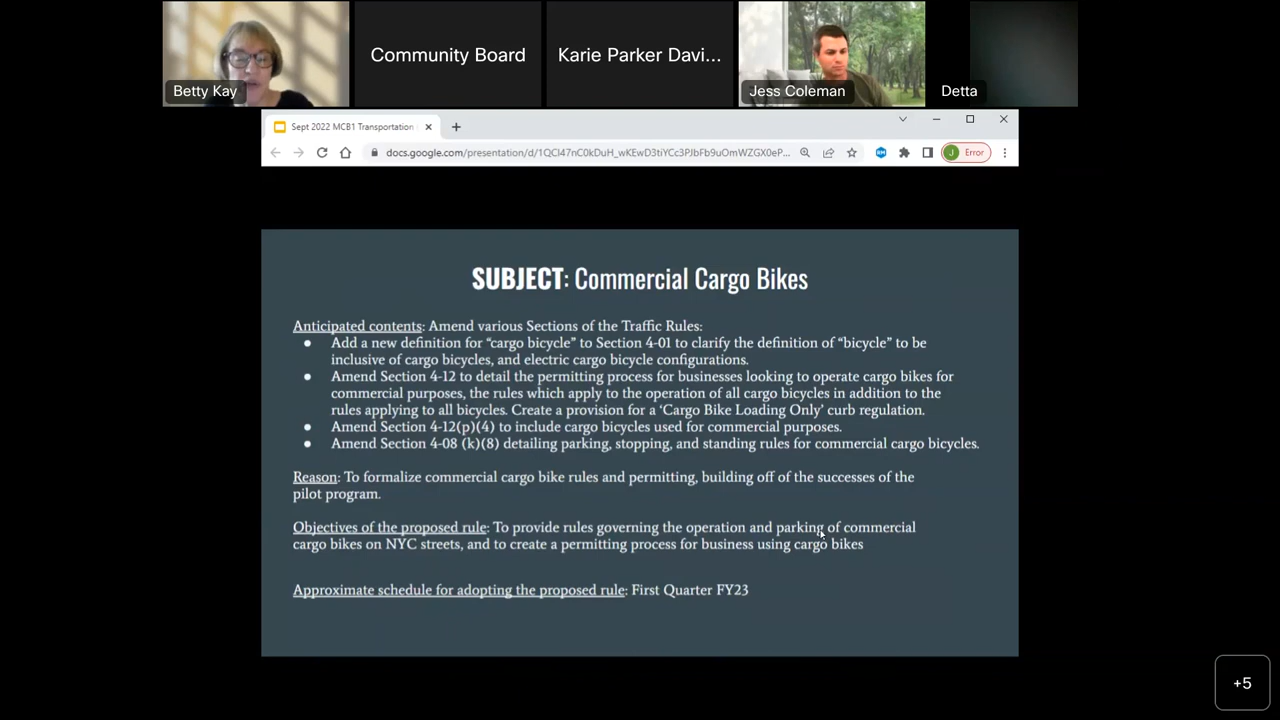 Betty Kay
Community Board
Karie Parker Davi...
Jess Coleman
Detta
Sept 2022 MCB1 Transportation
docs.google.com/presentation/d/1QCl47nC0kDuH_wKEwD3tiYCc3PJbFb9uOmWZGX0eP...
J Error
SUBJECT: Commercial Cargo Bikes
Anticipated contents: Amend various Sections of the Traffic Rules:
● Add a new definition for “cargo bicycle” to Section 4-01 to clarify the definition of “bicycle” to be
inclusive of cargo bicycles, and electric cargo bicycle configurations.
● Amend Section 4-12 to detail the permitting process for businesses looking to operate cargo bikes for
commercial purposes, the rules which apply to the operation of all cargo bicycles in addition to the
rules applying to all bicycles. Create a provision for a ‘Cargo Bike Loading Only’ curb regulation.
● Amend Section 4-12(p)(4) to include cargo bicycles used for commercial purposes.
● Amend Section 4-08 (k)(8) detailing parking, stopping, and standing rules for commercial cargo bicycles.
Reason: To formalize commercial cargo bike rules and permitting, building off of the successes of the
pilot program.
Objectives of the proposed rule: To provide rules governing the operation and parking of commercial
cargo bikes on NYC streets, and to create a permitting process for business using cargo bikes
Approximate schedule for adopting the proposed rule: First Quarter FY23
+5